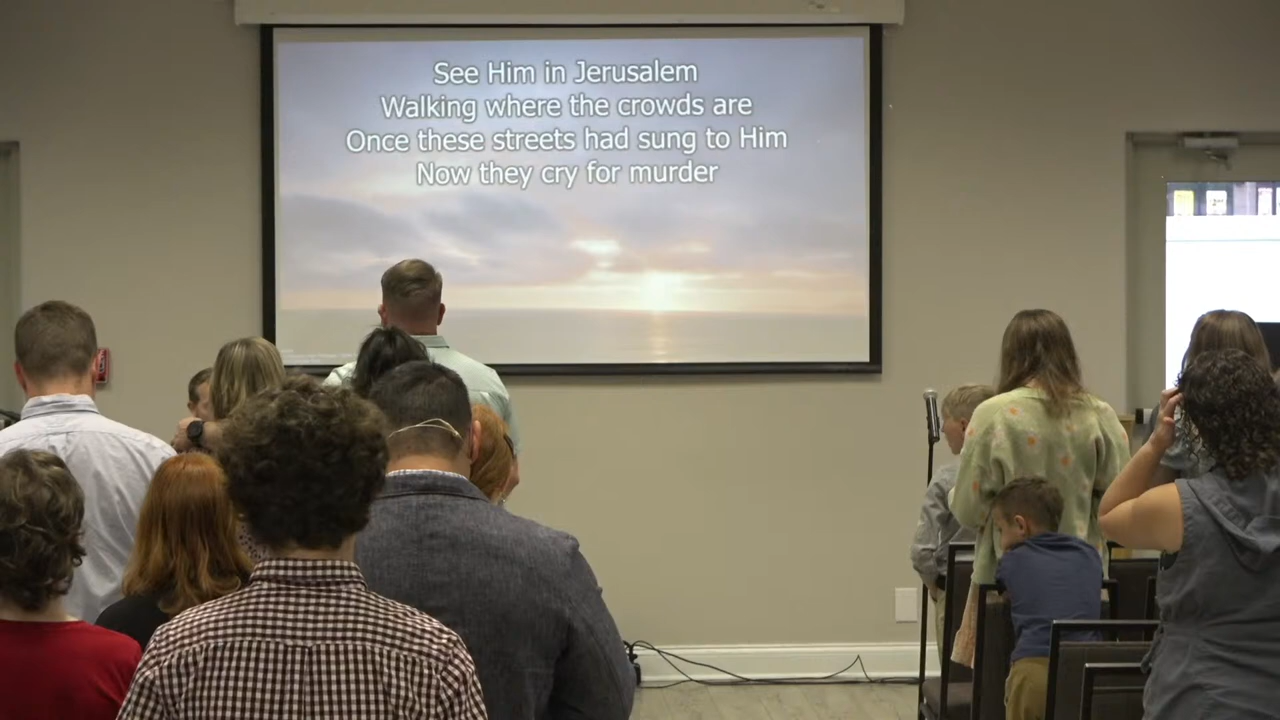 See Him in Jerusalem
Walking where the crowds are
Once these streets had sung to Him
Now they cry for murder